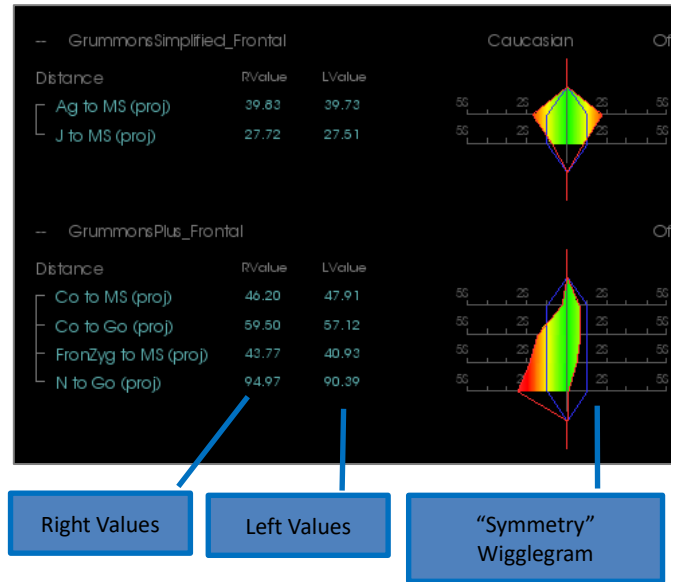 -- GrummonsSimplified_Frontal Caucasian Of
Distance RValue LValue
Ag to MS (proj) 39.83 39.73 5S 2S 2S 5S
J to MS (proj) 27.72 27.51 5S 2S 2S 5S
-- GrummonsPlus_Frontal Of
Distance RValue LValue
Co to MS (proj) 46.20 47.91 5S 2S 2S 5S
Co to Go (proj) 59.50 57.12 5S 2S 2S 5S
FronZyg to MS (proj) 43.77 40.93 5S 2S 2S 5S
N to Go (proj) 94.97 90.39 5S 2S 2S 5S
Right Values
Left Values
“Symmetry”
Wigglegram